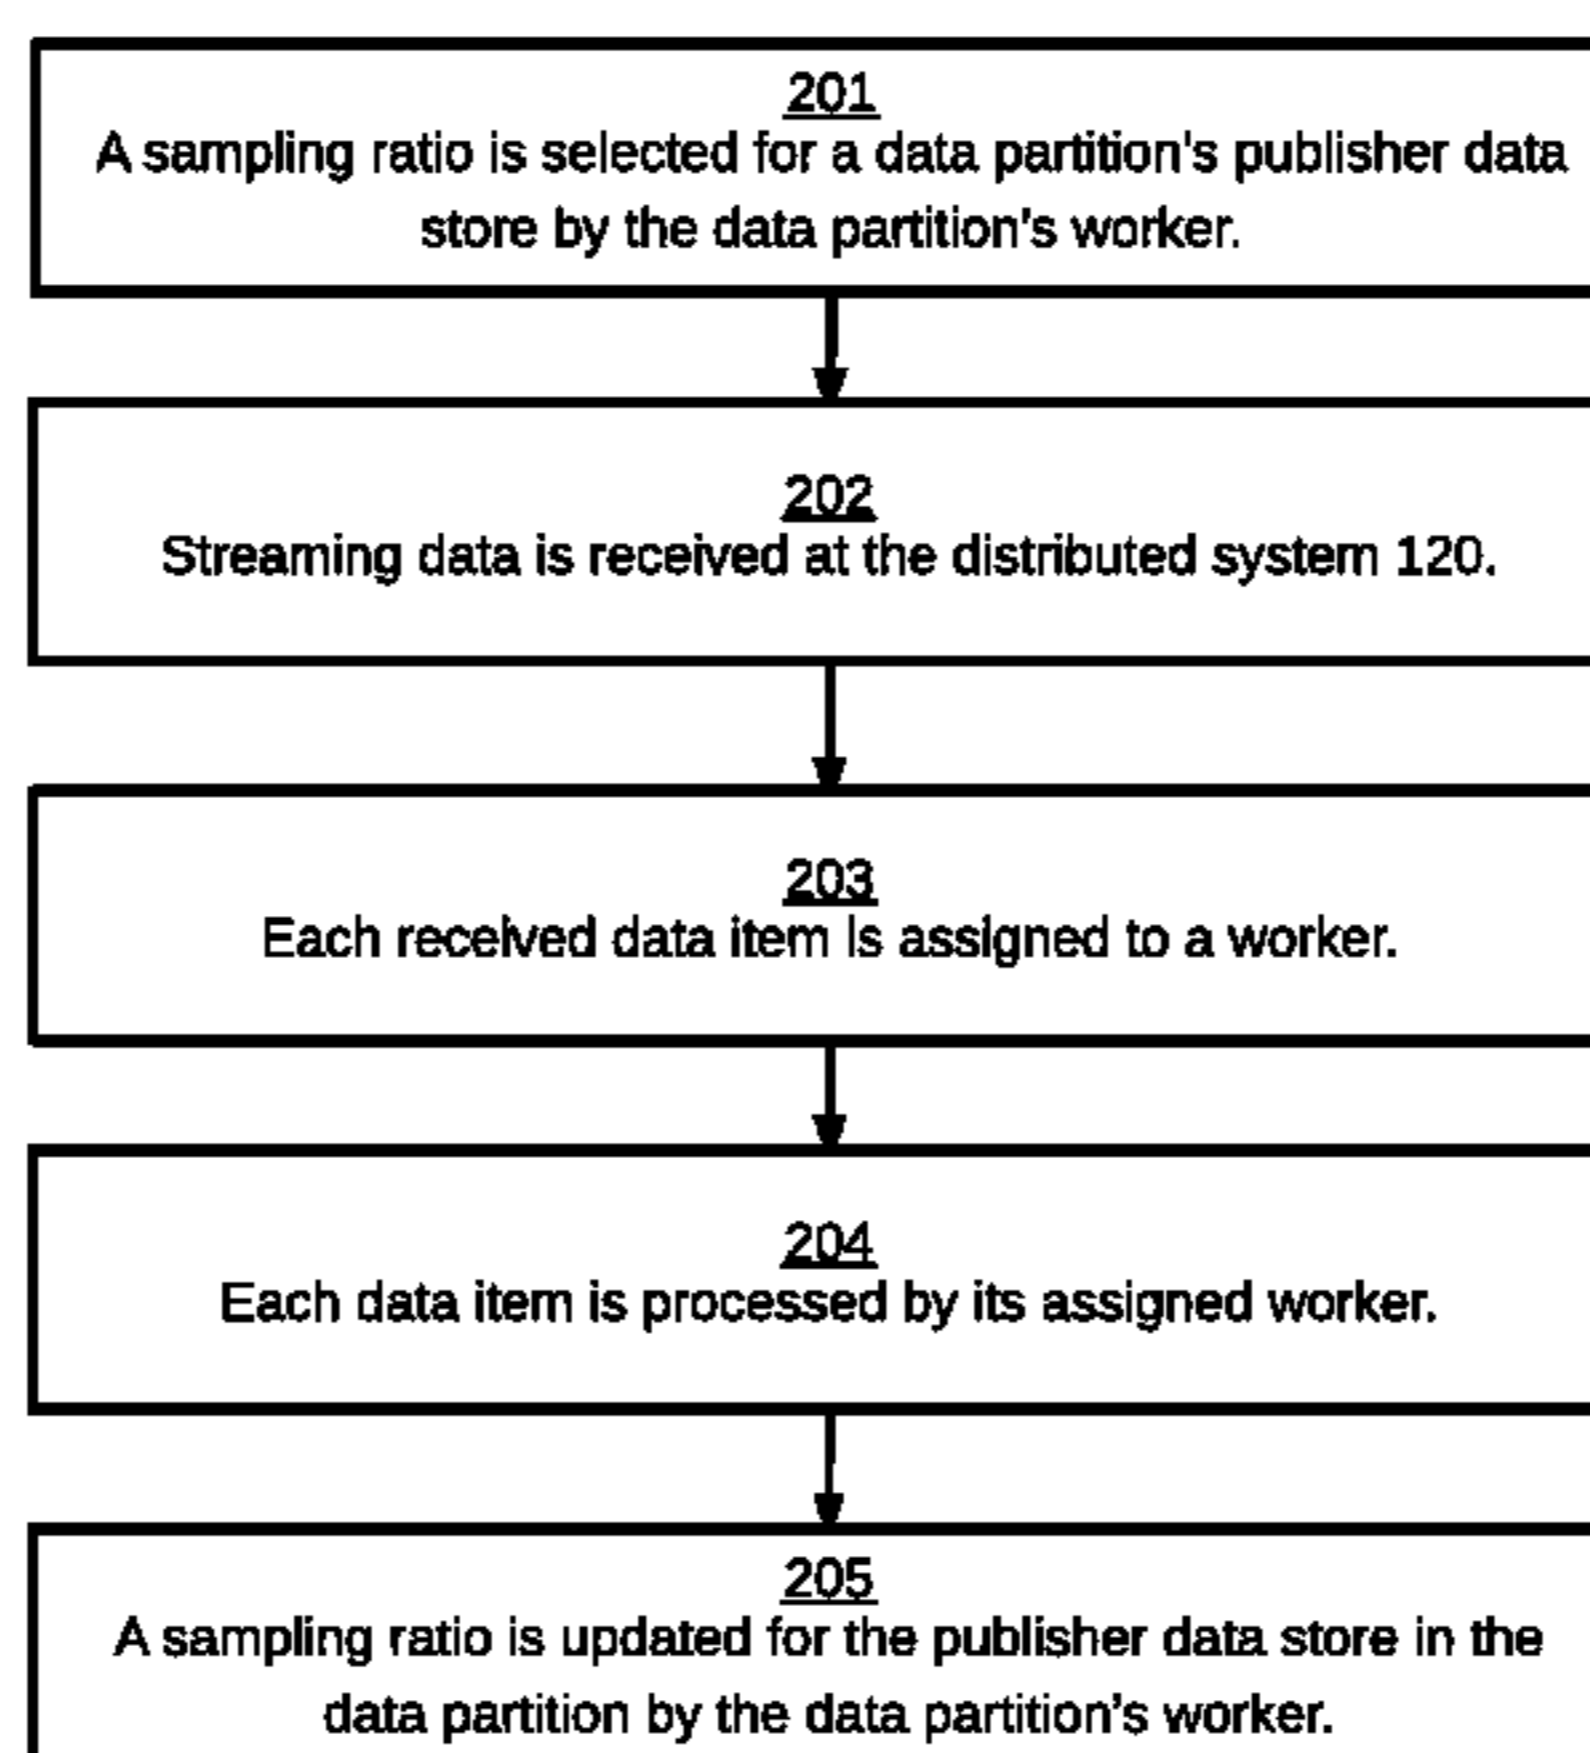 201
A sampling ratio is selected for a data partition's publisher data
store by the data partition's worker.
202
Streaming data is received at the distributed system 120.
203
Each received data item is assigned to a worker.
204
Each data item is processed by its assigned worker.
205
A sampling ratio is updated for the publisher data store in the
data partition by the data partition's worker.